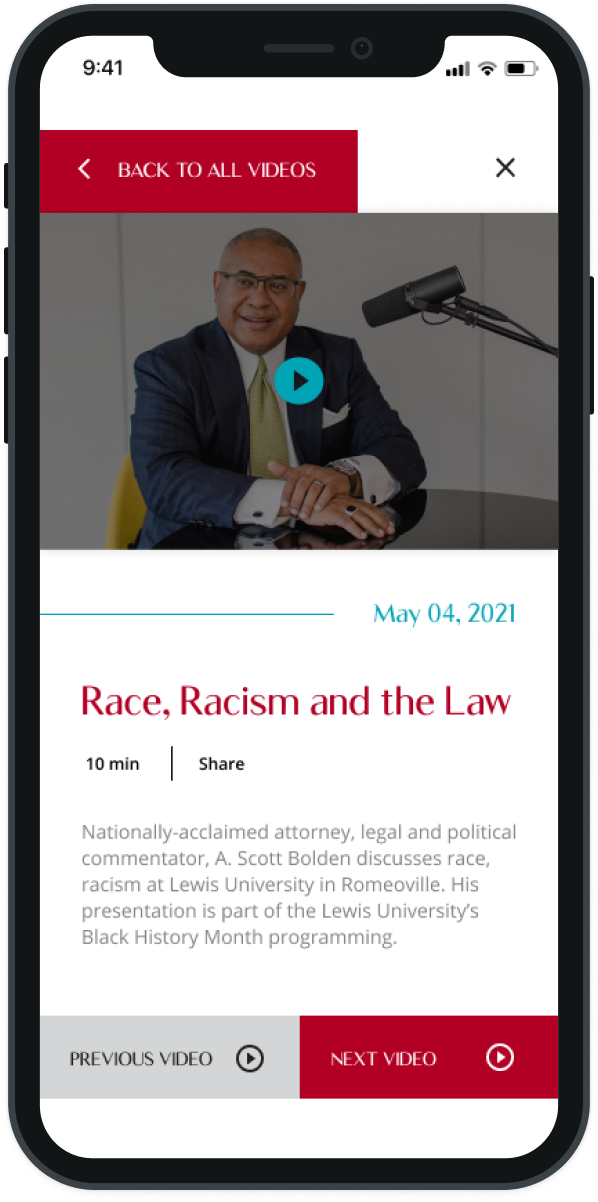 9:41
BACK TO ALL VIDEOS
May 04, 2021
Race, Racism and the Law
10 min
Share
Nationally-acclaimed attorney, legal and political
commentator, A. Scott Bolden discusses race,
racism at Lewis University in Romeoville. His
presentation is part of the Lewis University’s
Black History Month programming.
PREVIOUS VIDEO
NEXT VIDEO